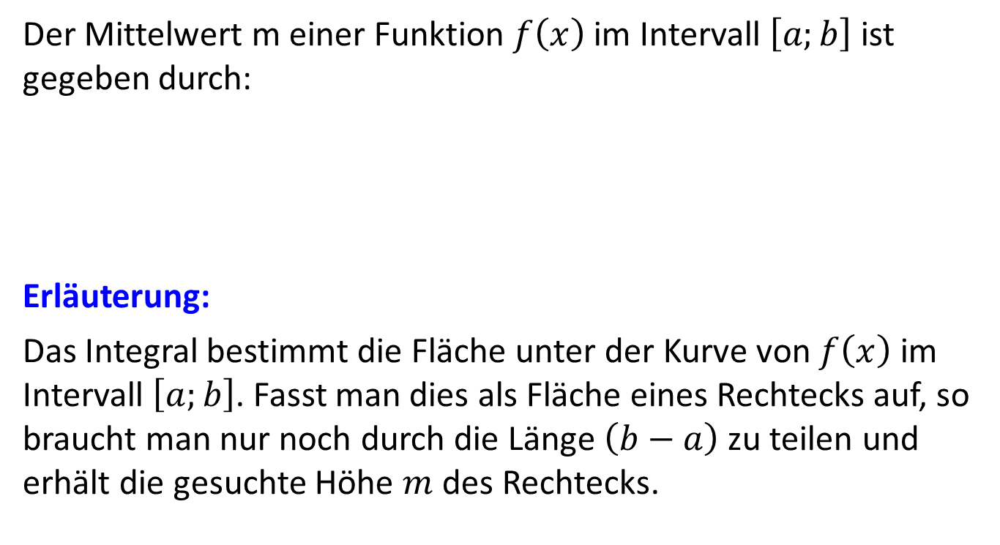 Der Mittelwert m einer Funktion f(x) im Intervall [a; b] ist
gegeben durch:
Erläuterung:
Das Integral bestimmt die Fläche unter der Kurve von f(x) im
Intervall [a; b]. Fasst man dies als Fläche eines Rechtecks auf, so
braucht man nur noch durch die Länge (b − a) zu teilen und
erhält die gesuchte Höhe m des Rechtecks.